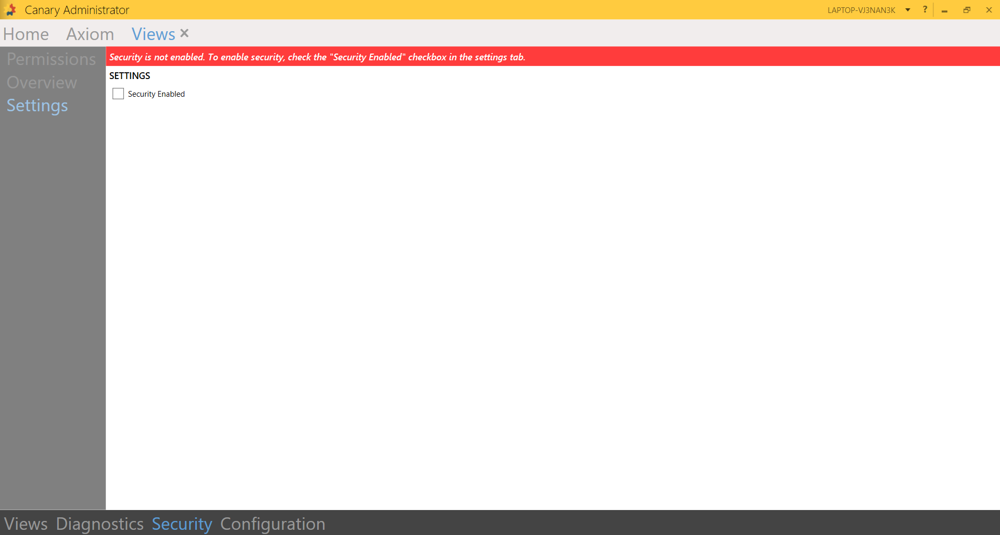 Canary Administrator
LAPTOP-VJ3NAN3K ?
Home Axiom Views
Permissions
Overview
Settings
Security is not enabled. To enable security, check the "Security Enabled" checkbox in the settings tab.
SETTINGS
Security Enabled
Views Diagnostics Security Configuration